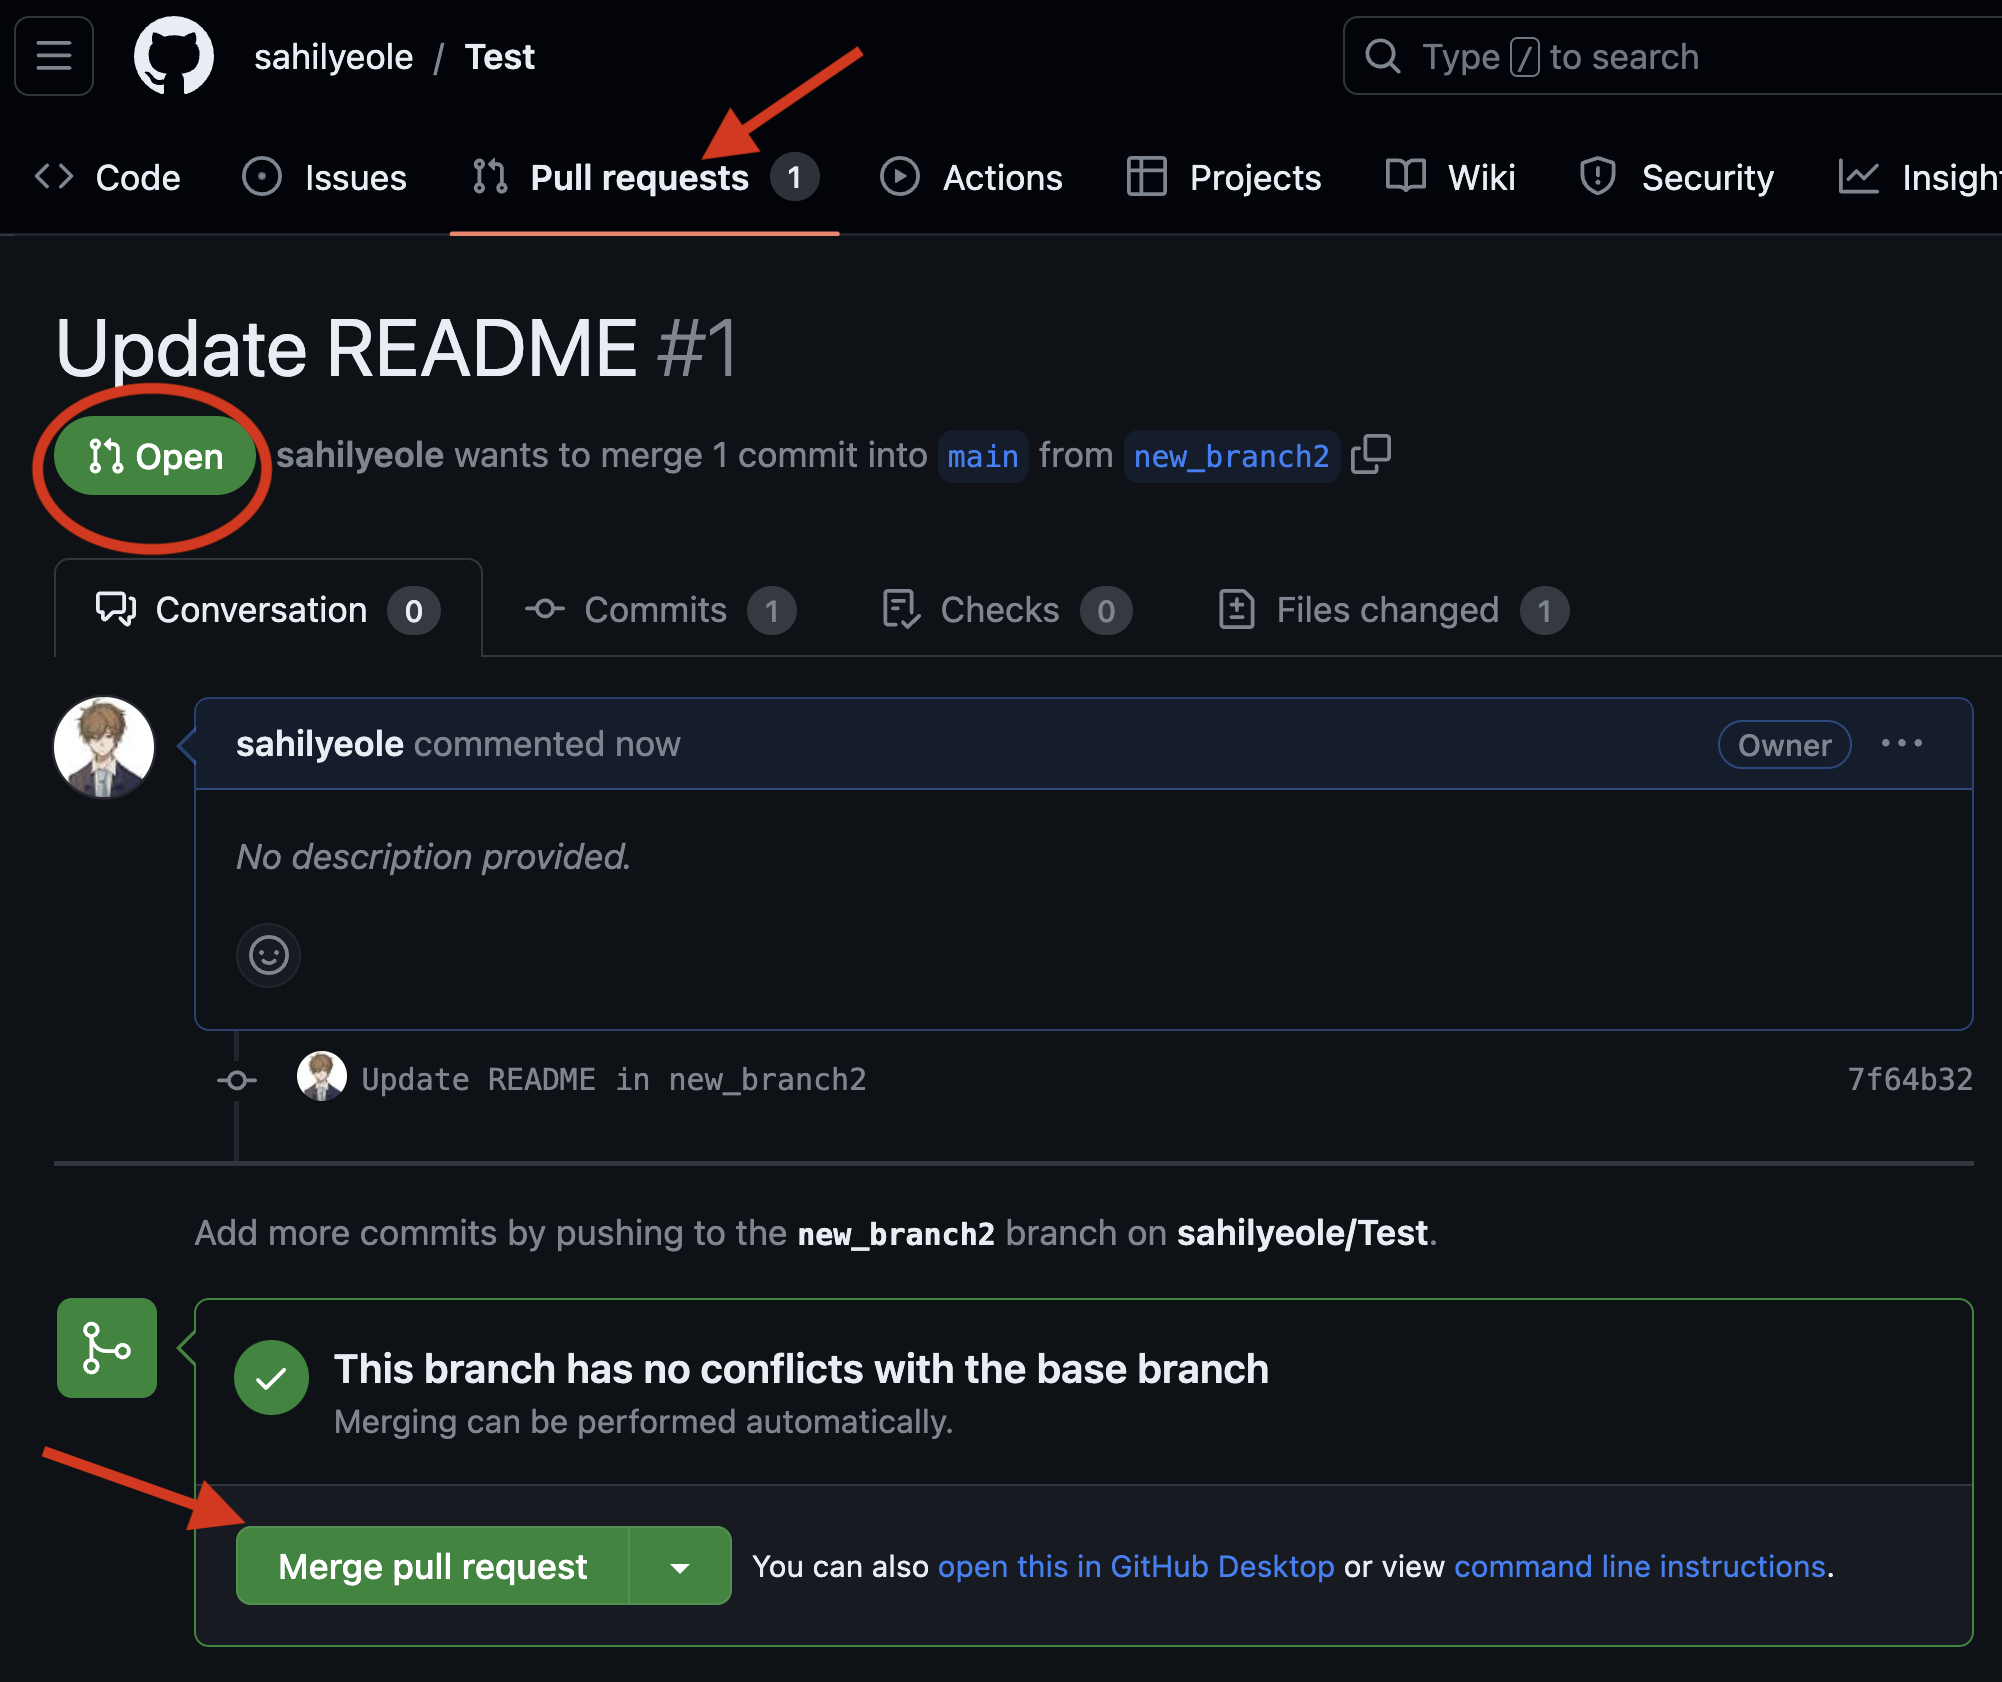 sahilyeole / Test
Type / to search
Code Issues Pull requests 1 Actions Projects Wiki Security Insight
Update README #1
Open sahilyeole wants to merge 1 commit into main from new_branch2
Conversation 0 Commits 1 Checks 0 Files changed 1
sahilyeole commented now Owner
No description provided.
Update README in new_branch2 7f64b32
Add more commits by pushing to the new_branch2 branch on sahilyeole/Test.
This branch has no conflicts with the base branch
Merging can be performed automatically.
Merge pull request You can also open this in GitHub Desktop or view command line instructions.